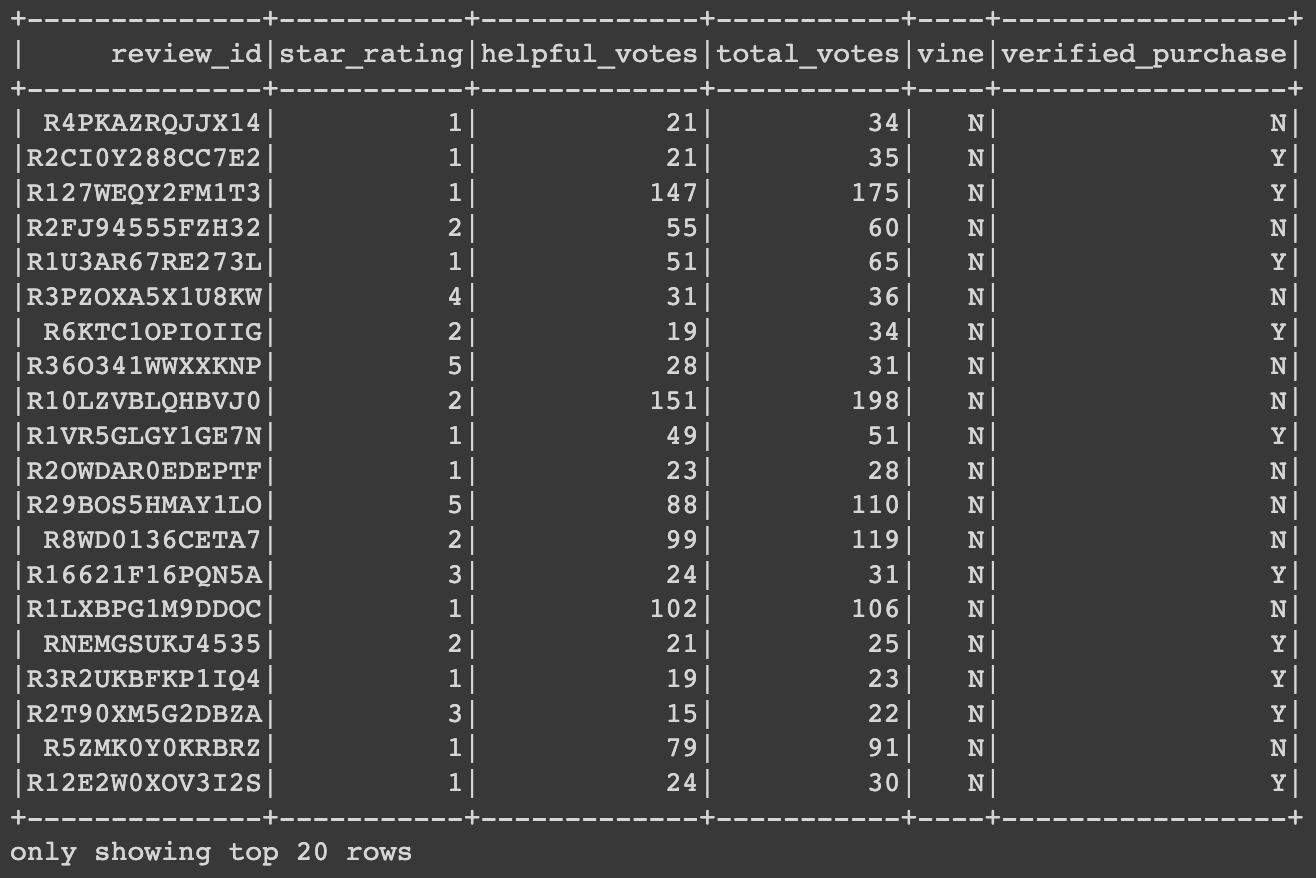 +--------------+-----------+-------------+-----------+----+-----------------+
|     review_id|star_rating|helpful_votes|total_votes|vine|verified_purchase|
+--------------+-----------+-------------+-----------+----+-----------------+
| R4PKAZRQJJX14|          1|           21|         34|   N|                N|
|R2CI0Y288CC7E2|          1|           21|         35|   N|                Y|
|R127WEQY2FM1T3|          1|          147|        175|   N|                Y|
|R2FJ94555FZH32|          2|           55|         60|   N|                N|
|R1U3AR67RE273L|          1|           51|         65|   N|                Y|
|R3PZOXA5X1U8KW|          4|           31|         36|   N|                N|
| R6KTC1OPIOIIG|          2|           19|         34|   N|                Y|
|R36O341WWXXKNP|          5|           28|         31|   N|                N|
|R10LZVBLQHBVJ0|          2|          151|        198|   N|                N|
|R1VR5GLGY1GE7N|          1|           49|         51|   N|                Y|
|R2OWDAR0EDEPTF|          1|           23|         28|   N|                N|
|R29BOS5HMAY1LO|          5|           88|        110|   N|                N|
| R8WD0136CETA7|          2|           99|        119|   N|                N|
|R16621F16PQN5A|          3|           24|         31|   N|                Y|
|R1LXBPG1M9DDOC|          1|          102|        106|   N|                N|
| RNEMGSUKJ4535|          2|           21|         25|   N|                Y|
|R3R2UKBFKP1IQ4|          1|           19|         23|   N|                Y|
|R2T90XM5G2DBZA|          3|           15|         22|   N|                Y|
| R5ZMK0Y0KRBRZ|          1|           79|         91|   N|                N|
|R12E2W0XOV3I2S|          1|           24|         30|   N|                Y|
+--------------+-----------+-------------+-----------+----+-----------------+
only showing top 20 rows